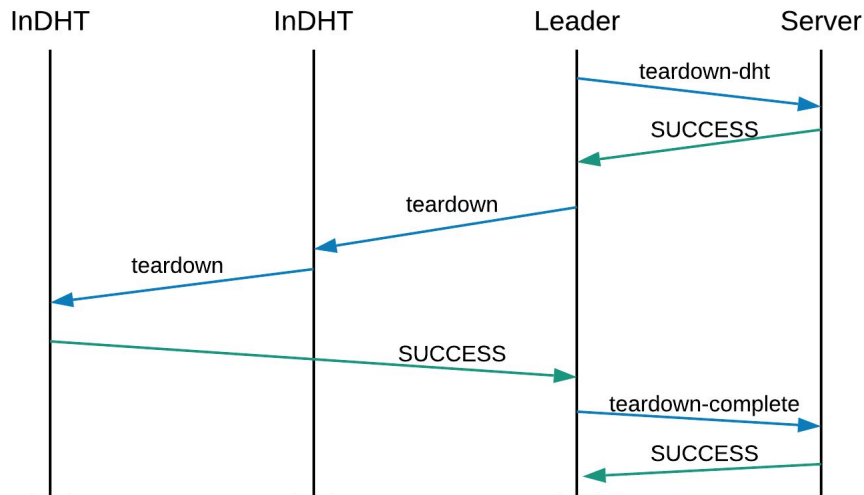 InDHT InDHT Leader Server
teardown-dht
SUCCESS
teardown
teardown
SUCCESS
teardown-complete
SUCCESS